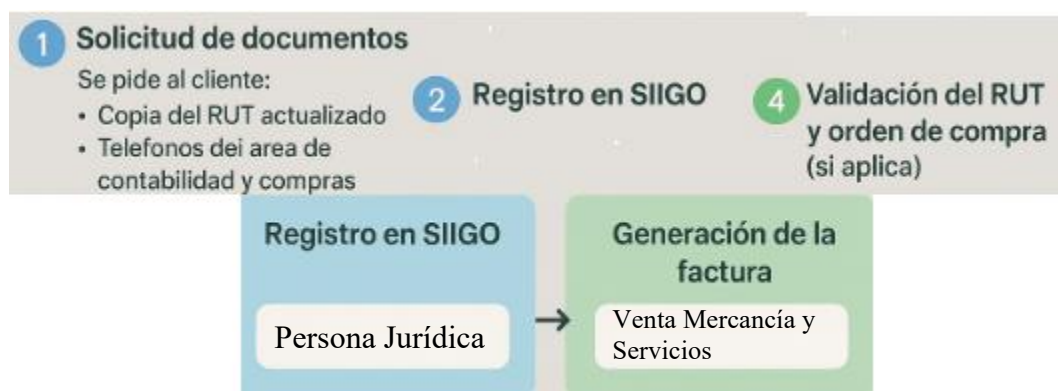 1 Solicitud de documentos
Se pide al cliente:
• Copia del RUT actualizado
• Telefonos dei area de
contabilidad y compras
2 Registro en SIIGO
4 Validación del RUT
y orden de compra
(si aplica)
Registro en SIIGO
Persona Jurídica
→
Generación de la
factura
Venta Mercancía y
Servicios